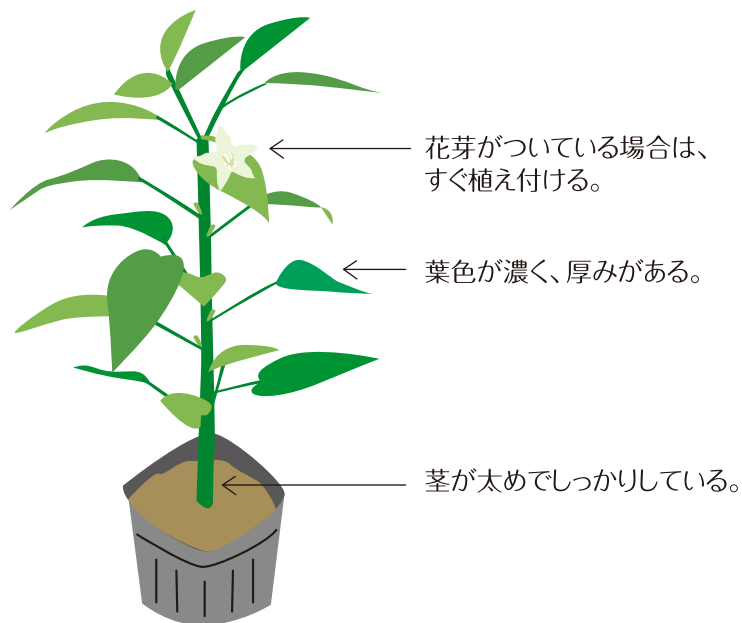 花芽がついている場合は、
すぐ植え付ける。
葉色が濃く、厚みがある。
茎が太めでしっかりしている。